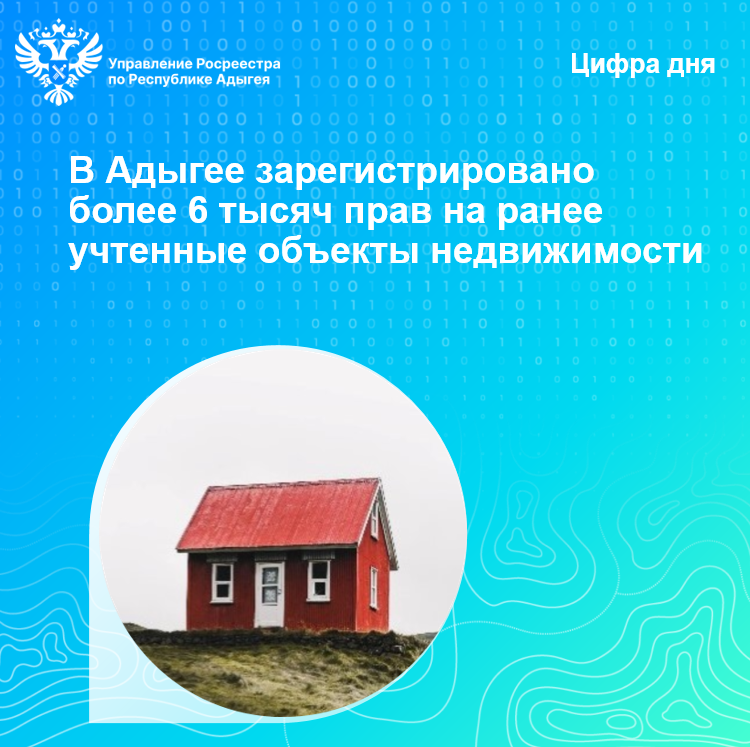 Управление Росреестра
по Республике Адыгея
Цифра дня
В Адыгее зарегистрировано
более 6 тысяч прав на ранее
учтенные объекты недвижимости